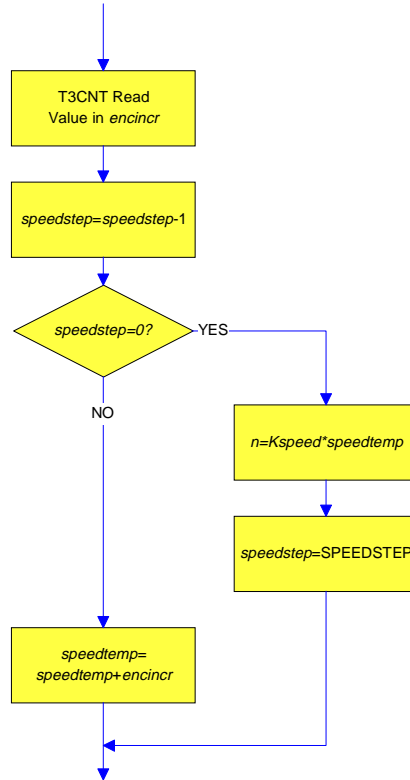 T3CNT Read
Value in encincr
speedstep=speedstep-1
speedstep=0?
YES
NO
n=Kspeed*speedtemp
speedstep=SPEEDSTEP
speedtemp=
speedtemp+encincr